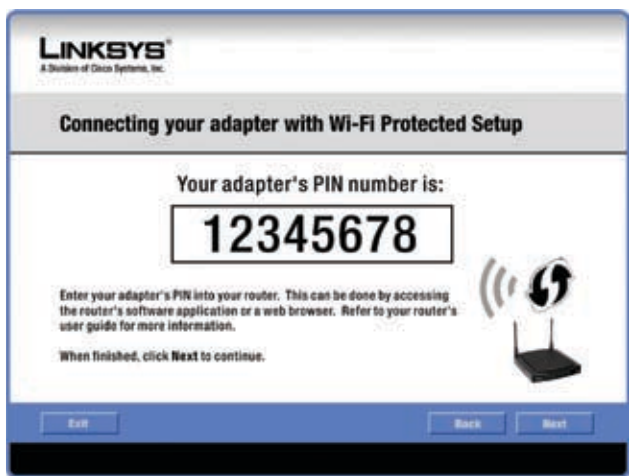 LINKSYS®
A Division of Cisco Systems, Inc.
Connecting your adapter with Wi-Fi Protected Setup
Your adapter's PIN number is:
12345678
Enter your adapter's PIN into your router. This can be done by accessing
the router's software application or a web browser. Refer to your router's
user guide for more information.
When finished, click Next to continue.
Exit
Back
Next